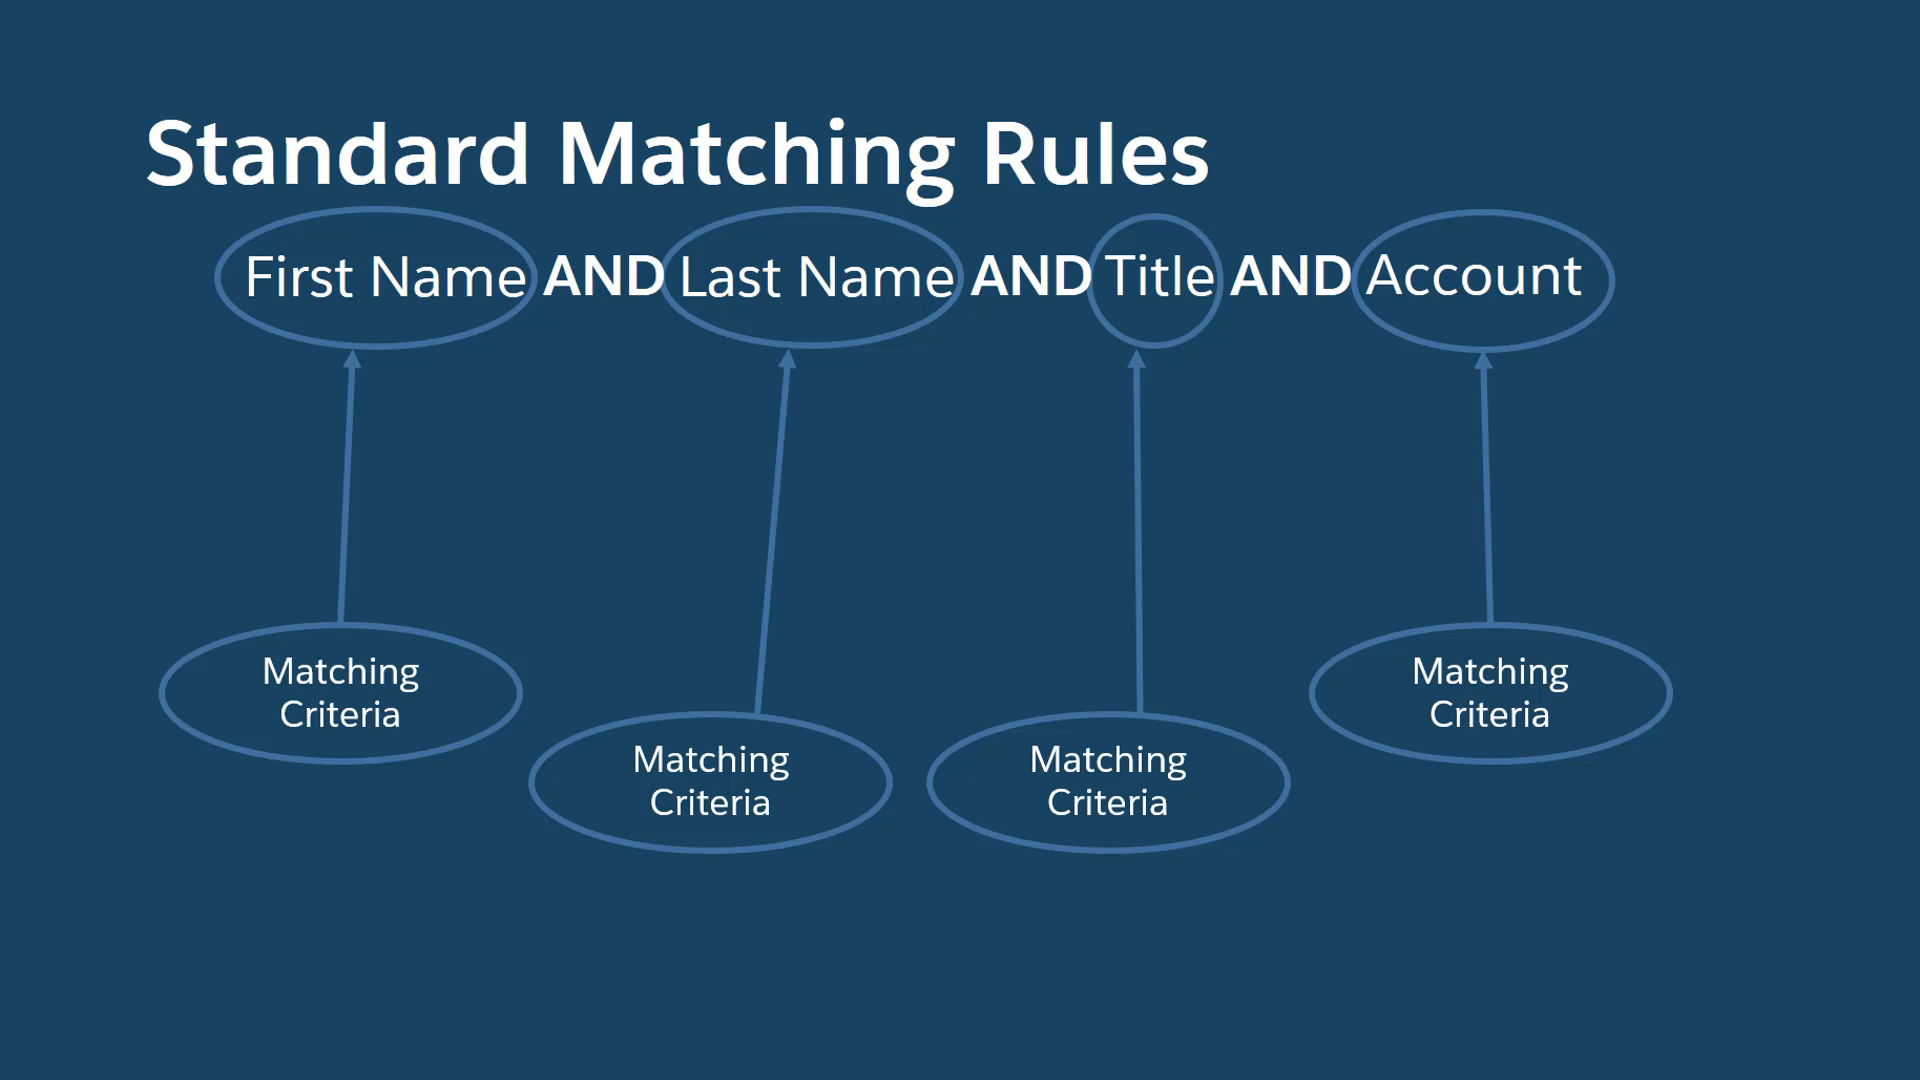 Standard Matching Rules
First Name AND Last Name AND Title AND Account
Matching
Criteria
Matching
Criteria
Matching
Criteria
Matching
Criteria